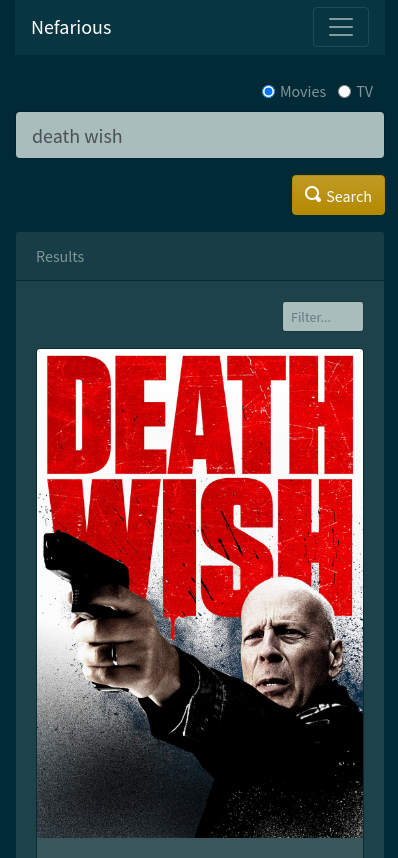 Nefarious
Movies TV
death wish
Search
Results
Filter...
DEATH
WISH